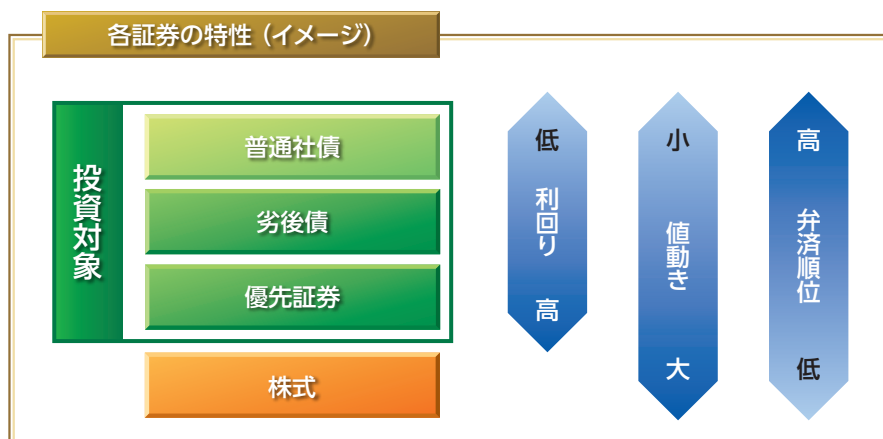 各証券の特性（イメージ）
投資対象
普通社債
劣後債
優先証券
株式
低
利回り
高
小
値動き
大
高
弁済順位
低